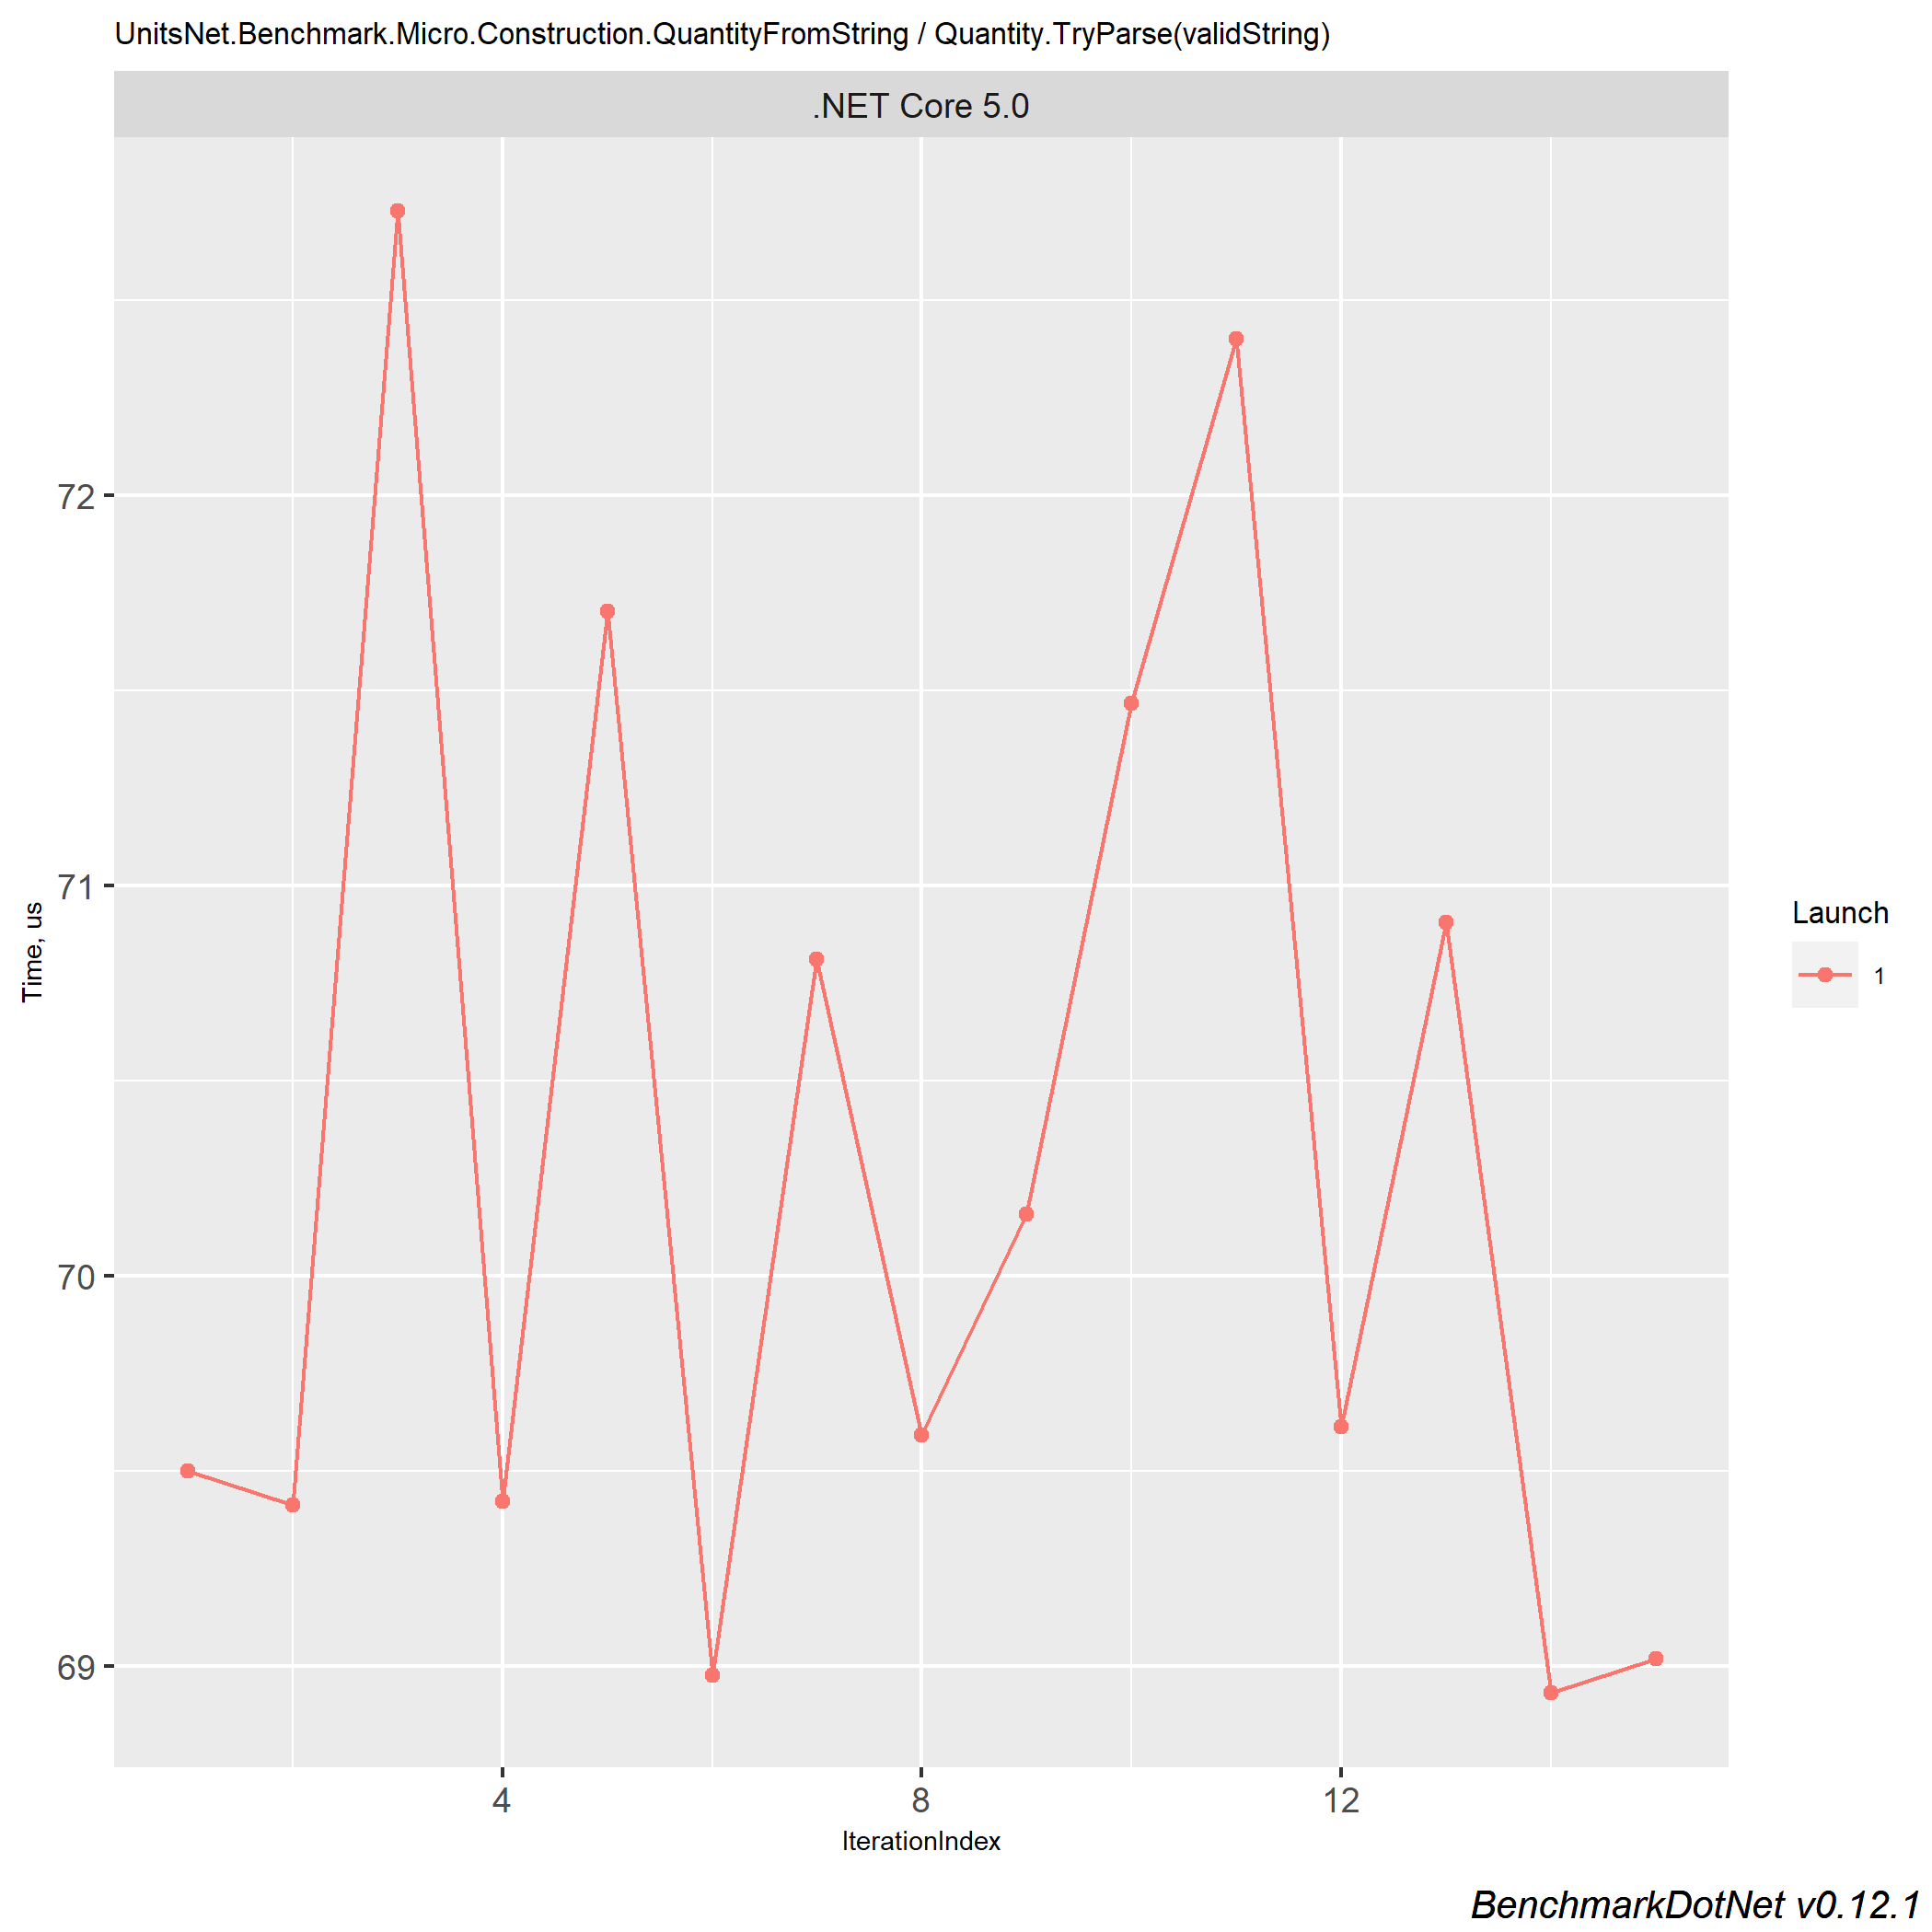 UnitsNet.Benchmark.Micro.Construction.QuantityFromString / Quantity.TryParse(validString)
.NET Core 5.0
72
71
70
69
Time, us
4 8 12
IterationIndex
Launch
1
BenchmarkDotNet v0.12.1